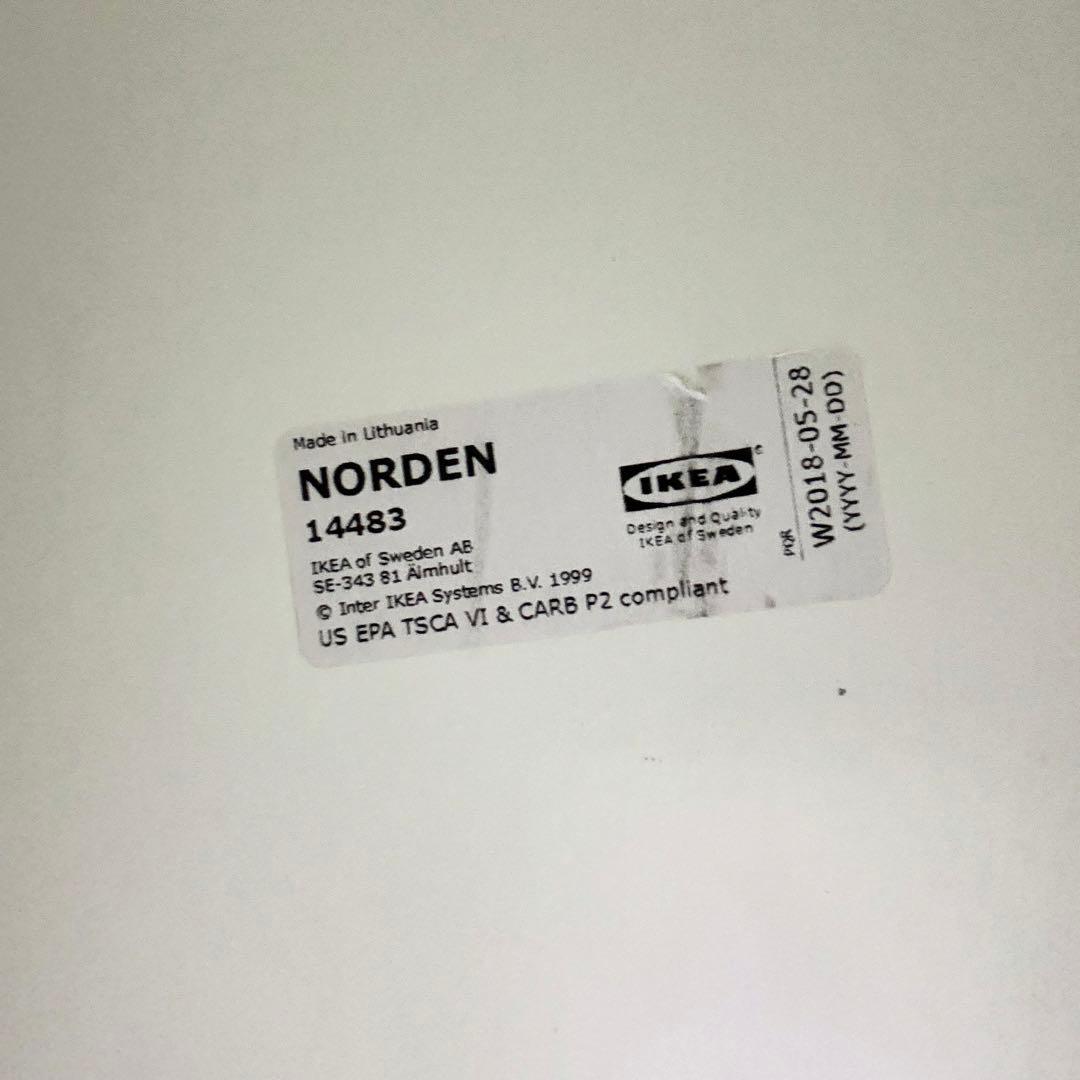 Made in Lithuania
NORDEN
14483
IKEA of Sweden AB
SE-343 81 Älmhult
© Inter IKEA Systems B.V. 1999
US EPA TSCA VI & CARB P2 compliant
IKEA
Design and Quality
IKEA of Sweden
PQR
W2018-05-28
(YYYY-MM-DD)